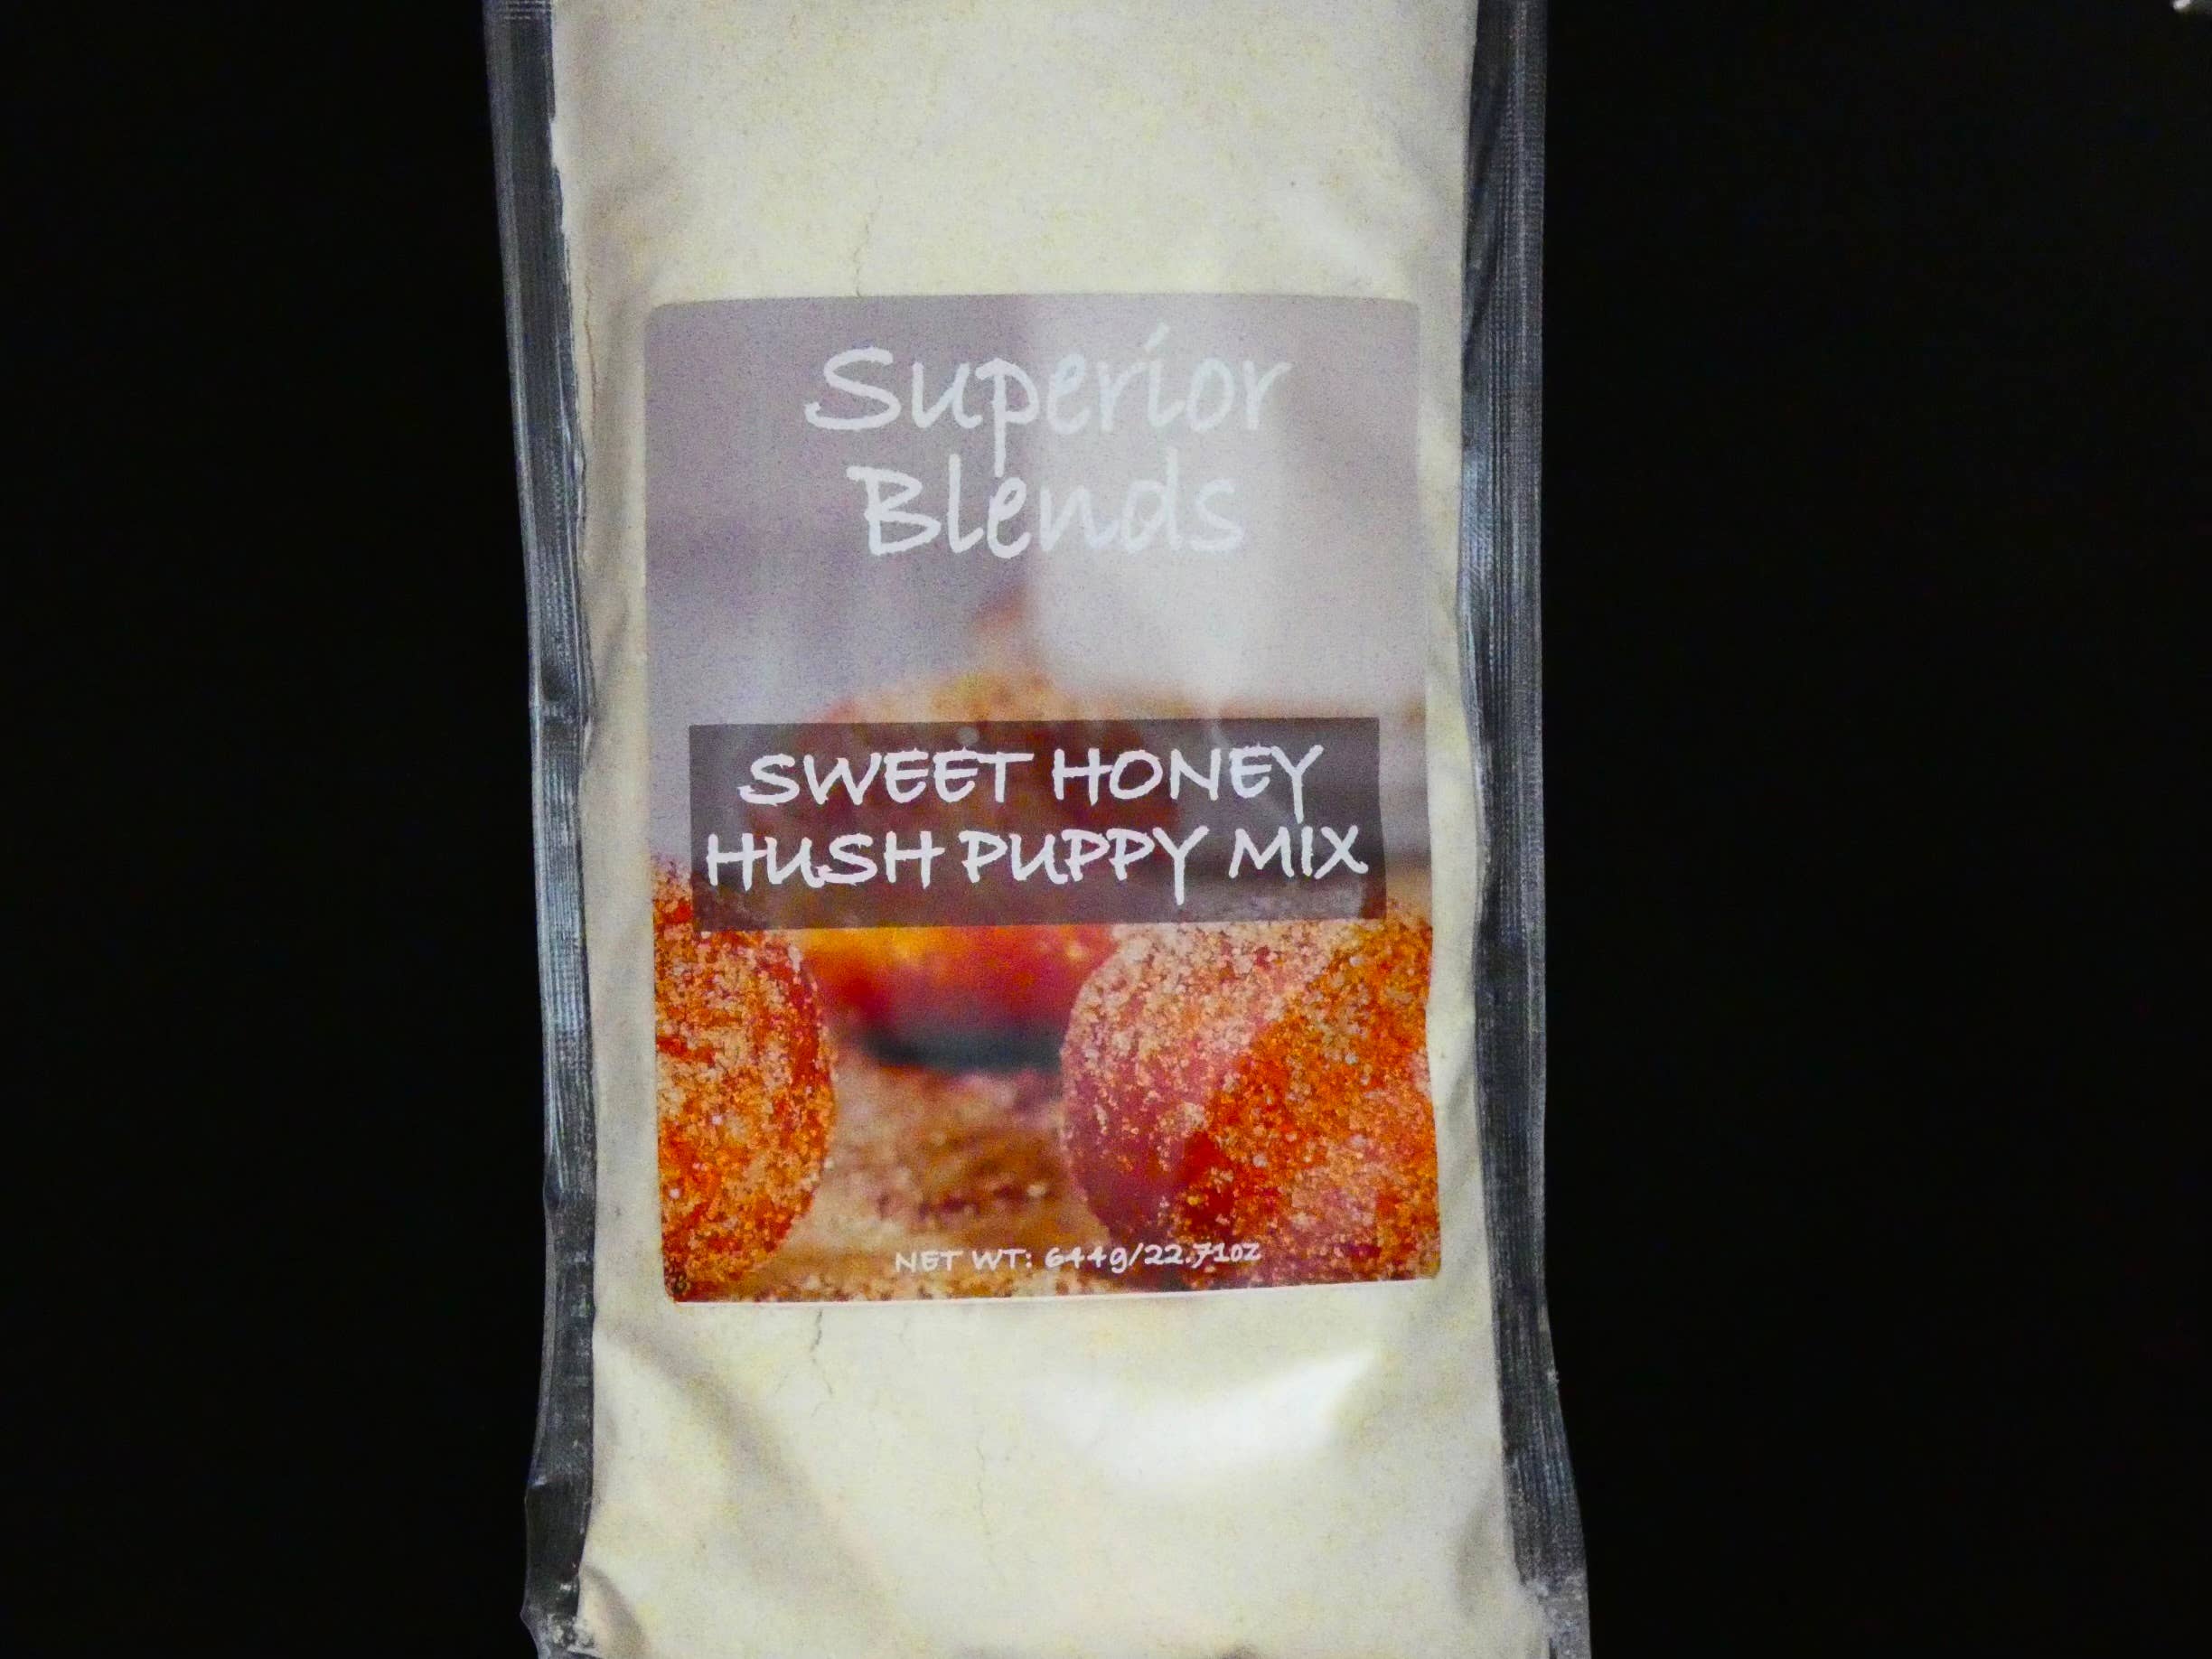 Superior
Blends
SWEET HONEY
HUSH PUPPY MIX
NET WT: 644g/22.71oz